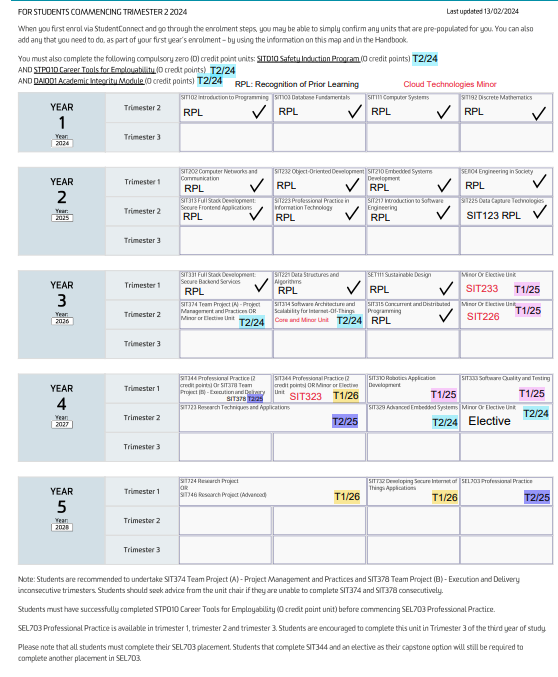 FOR STUDENTS COMMENCING TRIMESTER 2 2024
Last updated 13/02/2024
When you first enrol via StudentConnect and go through the enrolment steps, you may be able to simply confirm any units that are pre-populated for you. You can also
add any that you need to do, as part of your first year's enrolment – by using the information on this map and in the Handbook.
You must also complete the following compulsory zero (0) credit point units: SIT010 Safety Induction Program (0 credit points) T2/24
AND STP010 Career Tools for Employability (0 credit points) T2/24
AND DAI001 Academic Integrity Module (0 credit points) T2/24
RPL: Recognition of Prior Learning
Cloud Technologies Minor
YEAR
1
Year:
2024
Trimester 2
SIT102 Introduction to Programming
RPL
SIT103 Database Fundamentals
RPL
SIT111 Computer Systems
RPL
SIT192 Discrete Mathematics
RPL
Trimester 3
YEAR
2
Year:
2025
Trimester 1
SIT202 Computer Networks and
Communication
RPL
SIT232 Object-Oriented Development
RPL
SIT210 Embedded Systems
Development
RPL
SEJ104 Engineering in Society
RPL
Trimester 2
SIT313 Full Stack Development:
Secure Frontend Applications
RPL
SIT223 Professional Practice in
Information Technology
RPL
SIT217 Introduction to Software
Engineering
RPL
SIT225 Data Capture Technologies
SIT123 RPL
Trimester 3
YEAR
3
Year:
2026
Trimester 1
SIT331 Full Stack Development:
Secure Backend Services
RPL
SIT221 Data Structures and
Algorithms
RPL
SET111 Sustainable Design
RPL
Minor Or Elective Unit
SIT233 T1/25
Trimester 2
SIT374 Team Project (A) - Project
Management and Practices OR
Minor or Elective Unit T2/24
SIT314 Software Architecture and
Scalability for Internet-Of-Things
Core and Minor Unit T2/24
SIT315 Concurrent and Distributed
Programming
RPL
Minor Or Elective Unit
SIT226 T1/25
Trimester 3
YEAR
4
Year:
2027
Trimester 1
SIT344 Professional Practice (2
credit points) Or SIT378 Team
Project (B) - Execution and Delivery
SIT378 T2/25
SIT344 Professional Practice (2
credit points) OR Minor or Elective
Unit
SIT323 T1/26
SIT310 Robotics Application
Development
T1/25
SIT333 Software Quality and Testing
T1/25
Trimester 2
SIT723 Research Techniques and Applications
T2/25
SIT329 Advanced Embedded Systems
T2/24
Minor Or Elective Unit
T2/24
Elective
Trimester 3
YEAR
5
Year:
2028
Trimester 1
SIT724 Research Project
OR
SIT746 Research Project (Advanced)
T1/26
SIT732 Developing Secure Internet of
Things Applications
T1/26
SEL703 Professional Practice
T2/25
Trimester 2
Trimester 3
Note: Students are recommended to undertake SIT374 Team Project (A) - Project Management and Practices and SIT378 Team Project (B) - Execution and Delivery
inconsecutive trimesters. Students should seek advice from the unit chair if they are unable to complete SIT374 and SIT378 consecutively.
Students must have successfully completed STP010 Career Tools for Employability (0 credit point unit) before commencing SEL703 Professional Practice.
SEL703 Professional Practice is available in trimester 1, trimester 2 and trimester 3. Students are encouraged to complete this unit in Trimester 3 of the third year of study.
Please note that all students must complete their SEL703 placement. Students that complete SIT344 and an elective as their capstone option will still be required to
complete another placement in SEL703.